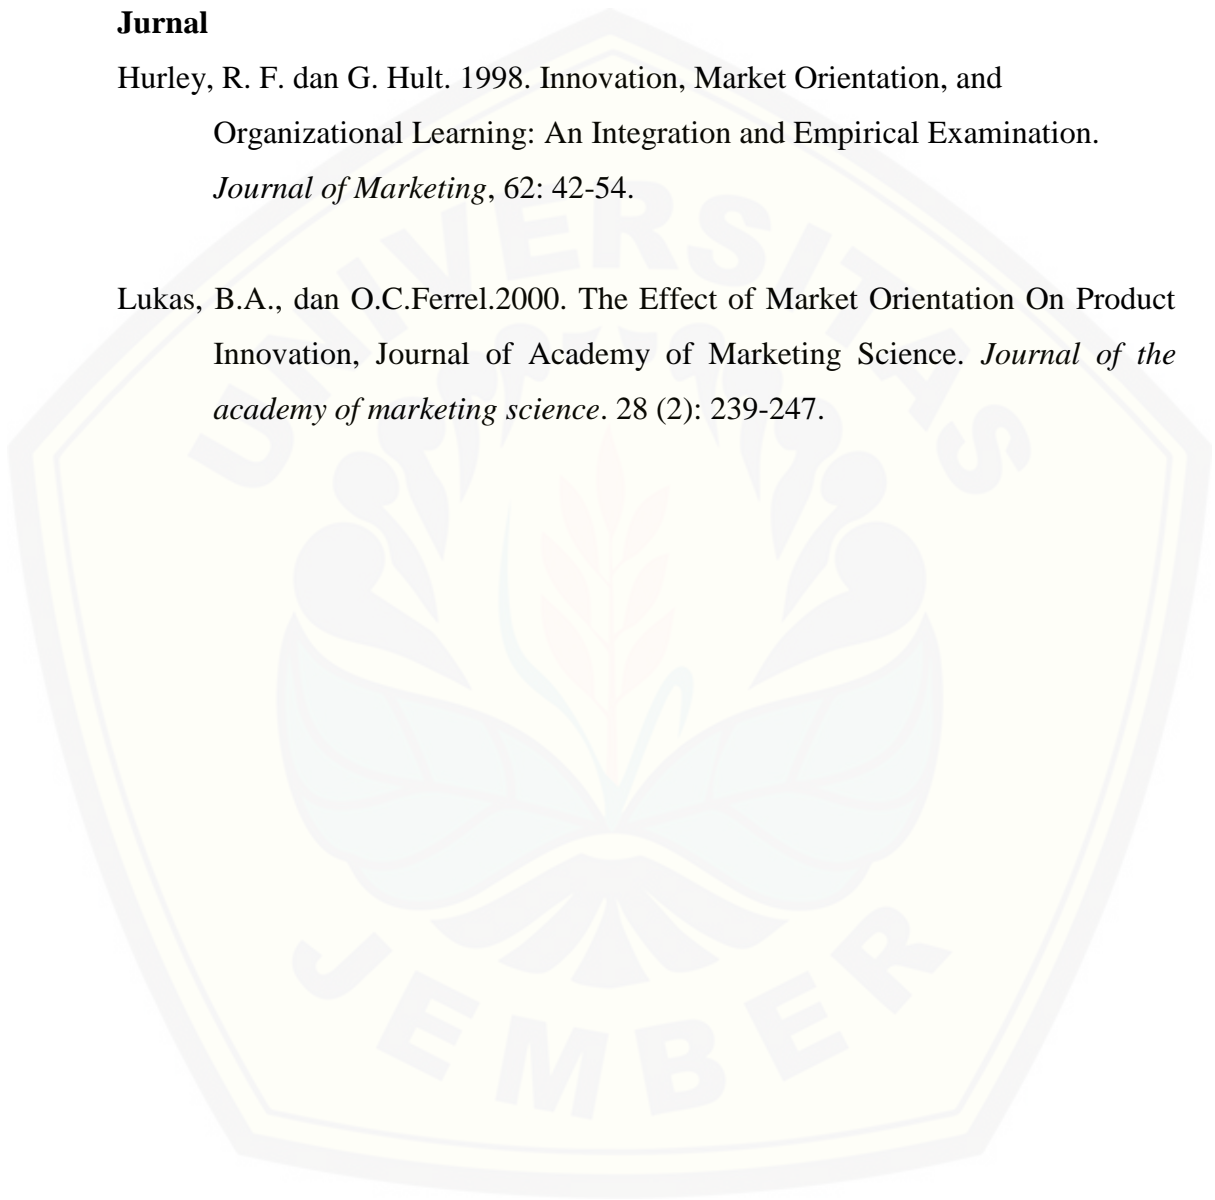 Jurnal
Hurley, R. F. dan G. Hult. 1998. Innovation, Market Orientation, and
Organizational Learning: An Integration and Empirical Examination.
Journal of Marketing, 62: 42-54.
Lukas, B.A., dan O.C.Ferrel.2000. The Effect of Market Orientation On Product
Innovation, Journal of Academy of Marketing Science. Journal of the
academy of marketing science. 28 (2): 239-247.
UNIVERSITAS
JEMBER